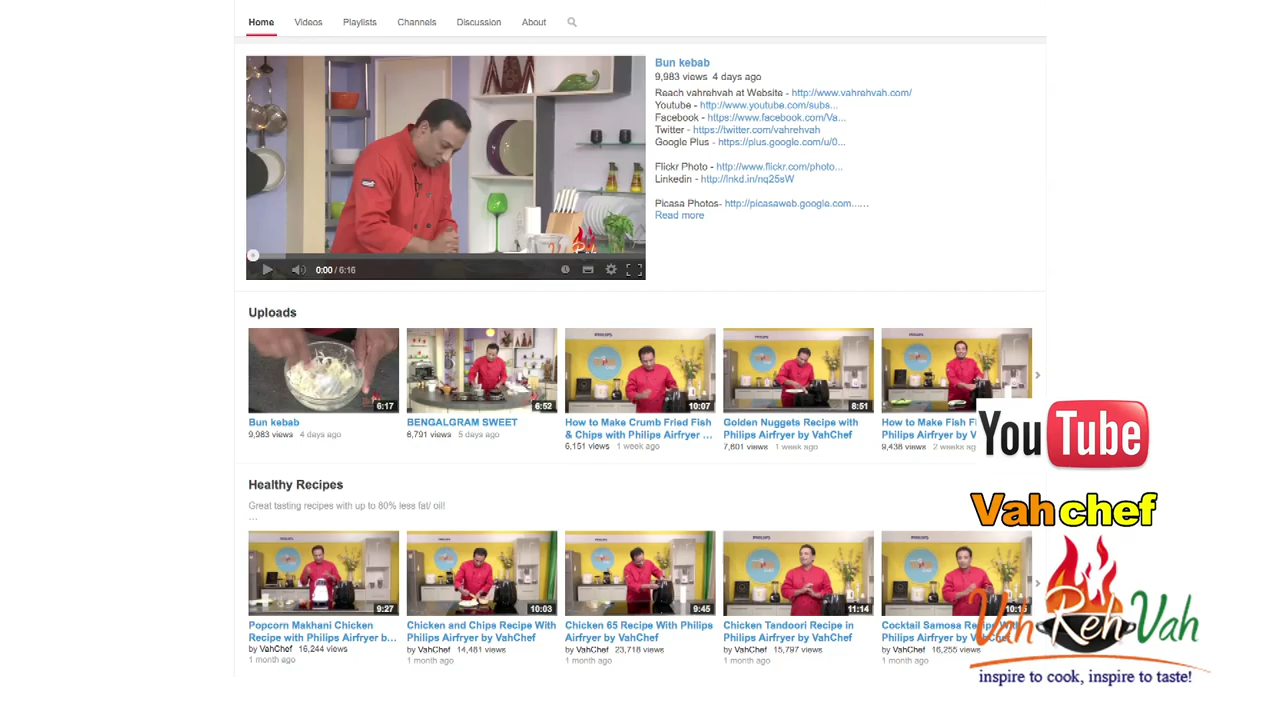 Home Videos Playlists Channels Discussion About
Bun kebab
9,983 views 4 days ago
Reach vahrehvah at Website - http://www.vahrehvah.com/
Youtube - http://www.youtube.com/subs...
Facebook - http://www.facebook.com/Va...
Twitter - https://twitter.com/vahrehvah
Google Plus - https://plus.google.com/u/0...
Flickr Photo - http://www.flickr.com/photo...
Linkedin - http://lnkd.in/nq25sW
Picasa Photos- http://picasaweb.google.com......
Read more
0:00 / 6:16
Uploads
6:17 6:52 10:07 8:51
Bun kebab
9,983 views 4 days ago
BENGALGRAM SWEET
6,791 views 5 days ago
How to Make Crumb Fried Fish
& Chips with Philips Airfryer ...
6,151 views 1 week ago
Golden Nuggets Recipe with
Philips Airfryer by VahChef
7,601 views 1 week ago
How to Make Fish
Philips Airfryer by
9,438 views 2 weeks
YouTube
Healthy Recipes
Great tasting recipes with up to 80% less fat/ oil!
...
Vahchef
9:27 10:03 9:45 11:14
Popcorn Makhani Chicken
Recipe with Philips Airfryer b...
by VahChef 16,244 views
1 month ago
Chicken and Chips Recipe With
Philips Airfryer by VahChef
by VahChef 14,481 views
1 month ago
Chicken 65 Recipe With Philips
Airfryer by VahChef
by VahChef 23,718 views
1 month ago
Chicken Tandoori Recipe in
Philips Airfryer by VahChef
by VahChef 15,797 views
1 month ago
Cocktail Samosa
Philips Airfryer by
by VahChef 16,255 views
1 month ago
Vah Reh Vah
inspire to cook, inspire to taste!